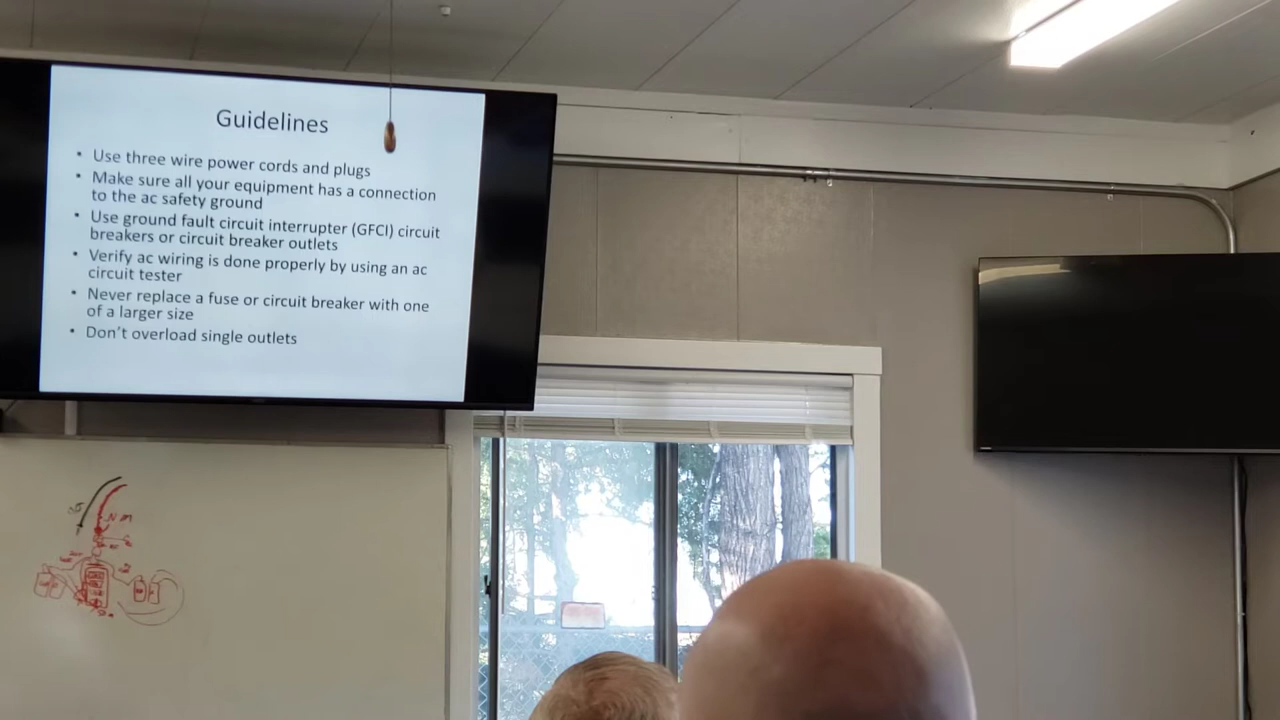 Guidelines
• Use three wire power cords and plugs
• Make sure all your equipment has a connection
to the ac safety ground
• Use ground fault circuit interrupter (GFCI) circuit
breakers or circuit breaker outlets
• Verify ac wiring is done properly by using an ac
circuit tester
• Never replace a fuse or circuit breaker with one
of a larger size
• Don't overload single outlets